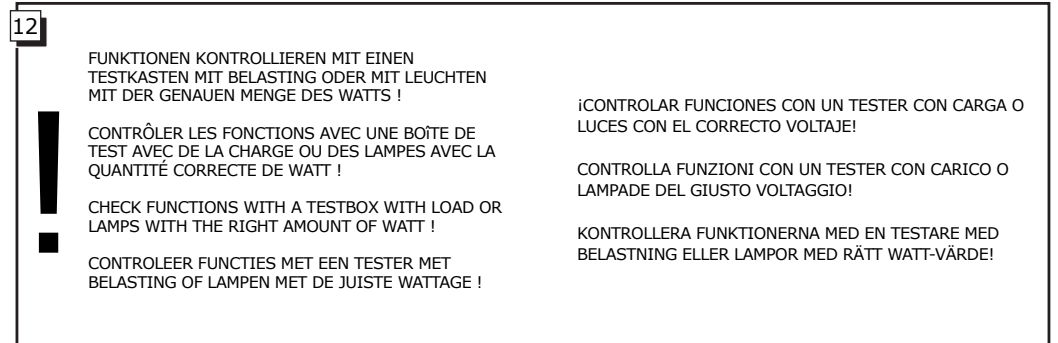 12
FUNKTIONEN KONTROLLIEREN MIT EINEN
TESTKASTEN MIT BELASTING ODER MIT LEUCHTEN
MIT DER GENAUEN MENGE DES WATTS !
CONTRÔLER LES FONCTIONS AVEC UNE BOîTE DE
TEST AVEC DE LA CHARGE OU DES LAMPES AVEC LA
QUANTITÉ CORRECTE DE WATT !
CHECK FUNCTIONS WITH A TESTBOX WITH LOAD OR
LAMPS WITH THE RIGHT AMOUNT OF WATT !
CONTROLEER FUNCTIES MET EEN TESTER MET
BELASTING OF LAMPEN MET DE JUISTE WATTAGE !
!
¡CONTROLAR FUNCIONES CON UN TESTER CON CARGA O
LUCES CON EL CORRECTO VOLTAJE!
CONTROLLA FUNZIONI CON UN TESTER CON CARICO O
LAMPADE DEL GIUSTO VOLTAGGIO!
KONTROLLERA FUNKTIONERNA MED EN TESTARE MED
BELASTNING ELLER LAMPOR MED RÄTT WATT-VÄRDE!